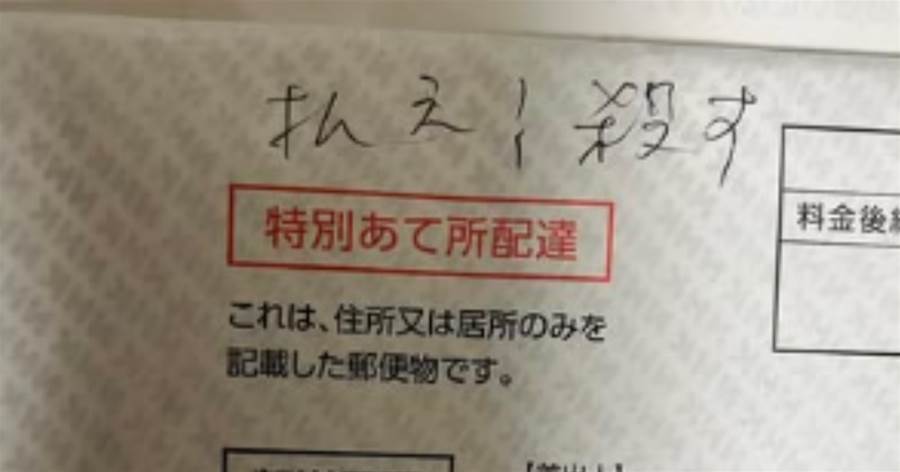 払え！殺す
特別あて所配達
料金後
これは、住所又は居所のみを
記載した郵便物です。